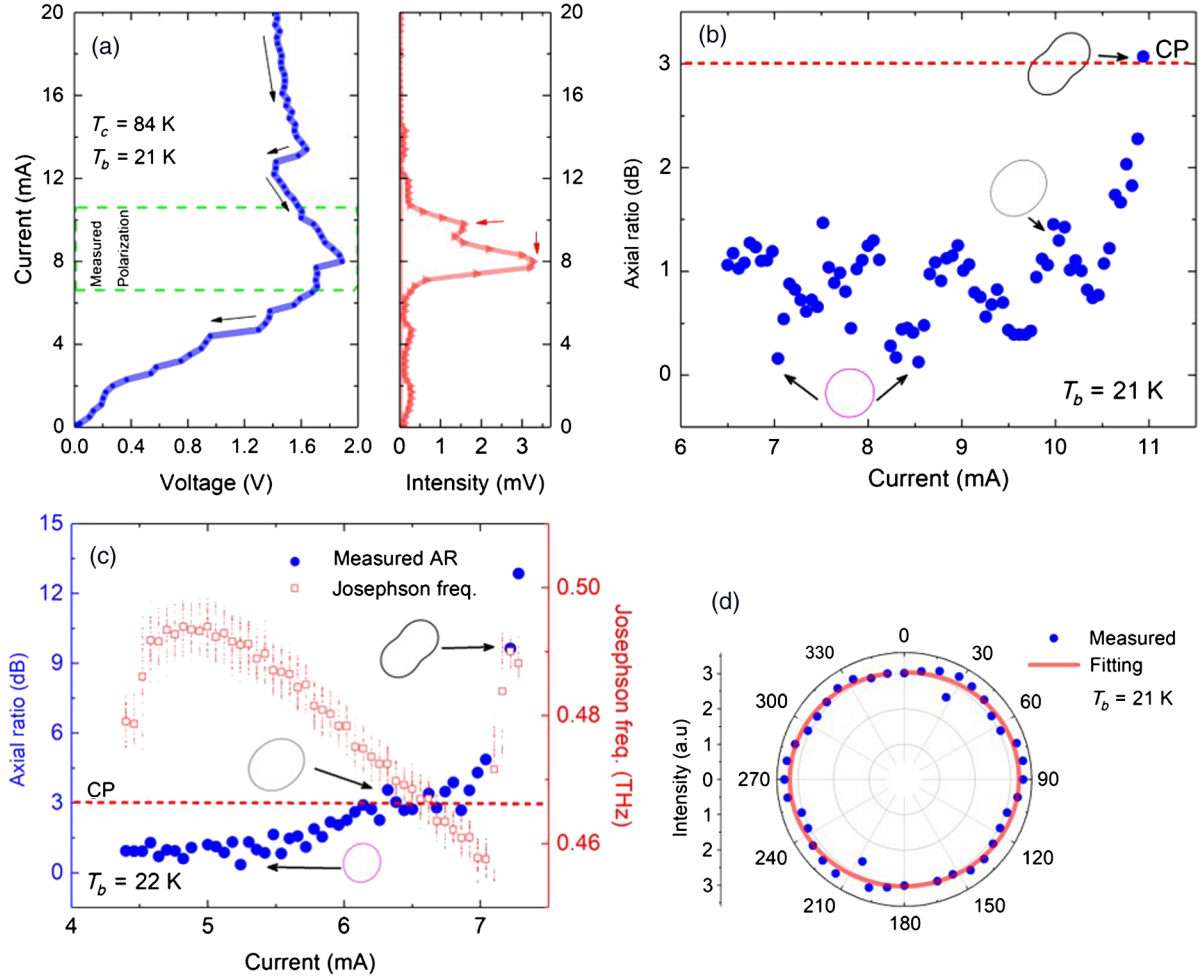 (a)
T_c = 84 K
T_b = 21 K
Measured
Polarization
Current (mA)
20
16
12
8
4
0
0.0 0.6 1.2 1.8 2.0
Voltage (V)
20
16
12
8
4
0
0 1 2 3
Intensity (mV)
(b)
CP
Axial ratio (dB)
3
2
1
0
T_b = 21 K
6 7 8 9 10 11
Current (mA)
(c)
Measured AR
Josephson freq.
Axial ratio (dB)
15
13
12
9
6
3
0
CP
T_b = 22 K
4 5 6 7
Current (mA)
0.50
0.48
0.46
Josephson freq. (THz)
(d)
Measured
Fitting
T_b = 21 K
Intensity (a.u)
3
2
1
0
1
2
3
0
30
60
90
120
150
180
210
240
270
300
330